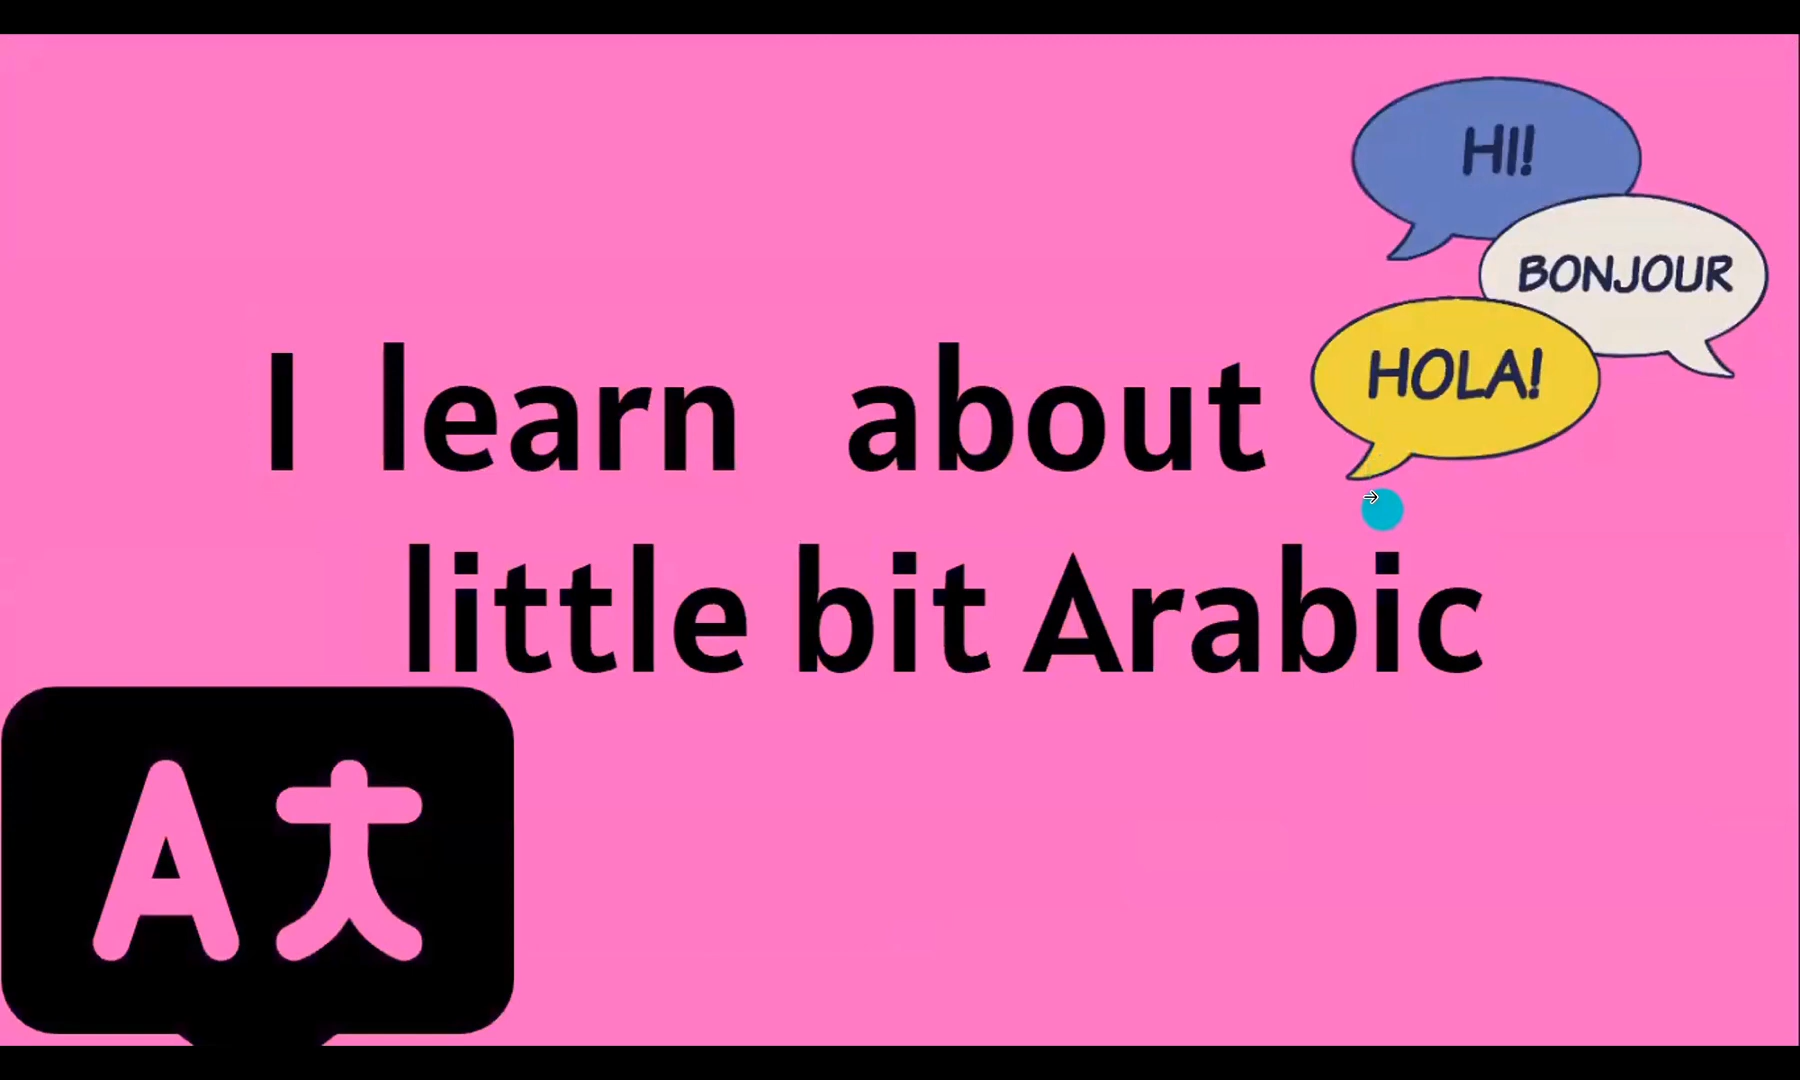 HI!
BONJOUR
HOLA!
I learn about
little bit Arabic
A